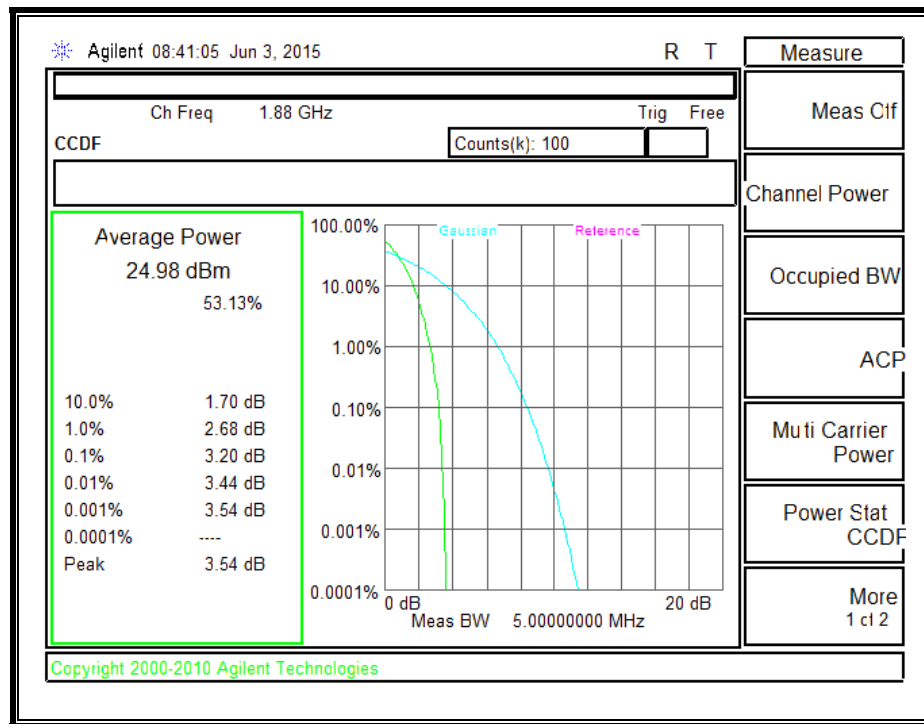 Agilent 08:41:05 Jun 3, 2015 R T
Ch Freq 1.88 GHz Trig Free
CCDF Counts(k): 100
Average Power
24.98 dBm
53.13%
10.0% 1.70 dB
1.0% 2.68 dB
0.1% 3.20 dB
0.01% 3.44 dB
0.001% 3.54 dB
0.0001% ----
Peak 3.54 dB
Gaussian Reference
100.00%
10.00%
1.00%
0.10%
0.01%
0.001%
0.0001%
0 dB 20 dB
Meas BW 5.00000000 MHz
Measure
Meas Off
Channel Power
Occupied BW
ACP
Multi Carrier
Power
Power Stat
CCDF
More
1 of 2
Copyright 2000-2010 Agilent Technologies